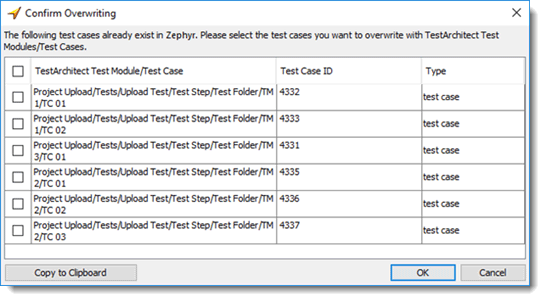 Confirm Overwriting
The following test cases already exist in Zephyr. Please select the test cases you want to overwrite with TestArchitect Test
Modules/Test Cases.
TestArchitect Test Module/Test Case Test Case ID Type
Project Upload/Tests/Upload Test/Test Step/Test Folder/TM 4332 test case
1/TC 01
Project Upload/Tests/Upload Test/Test Step/Test Folder/TM 4333 test case
1/TC 02
Project Upload/Tests/Upload Test/Test Step/Test Folder/TM 4331 test case
3/TC 01
Project Upload/Tests/Upload Test/Test Step/Test Folder/TM 4335 test case
2/TC 01
Project Upload/Tests/Upload Test/Test Step/Test Folder/TM 4336 test case
2/TC 02
Project Upload/Tests/Upload Test/Test Step/Test Folder/TM 4337 test case
2/TC 03
Copy to Clipboard OK Cancel